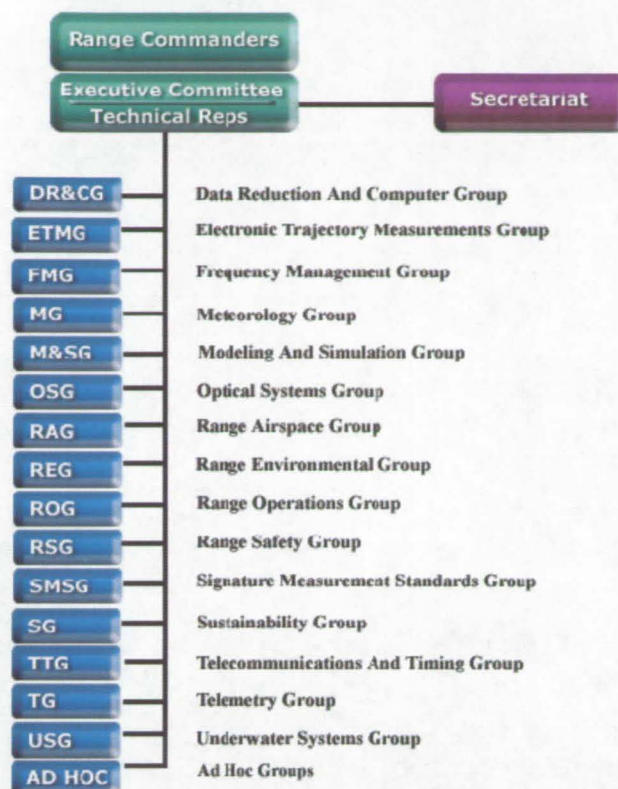 Range Commanders
Executive Committee
Technical Reps
Secretariat
DR&CG Data Reduction And Computer Group
ETMG Electronic Trajectory Measurements Group
FMG Frequency Management Group
MG Meteorology Group
M&SG Modeling And Simulation Group
OSG Optical Systems Group
RAG Range Airspace Group
REG Range Environmental Group
ROG Range Operations Group
RSG Range Safety Group
SMSG Signature Measurement Standards Group
SG Sustainability Group
TTG Telecommunications And Timing Group
TG Telemetry Group
USG Underwater Systems Group
AD HOC Ad Hoc Groups